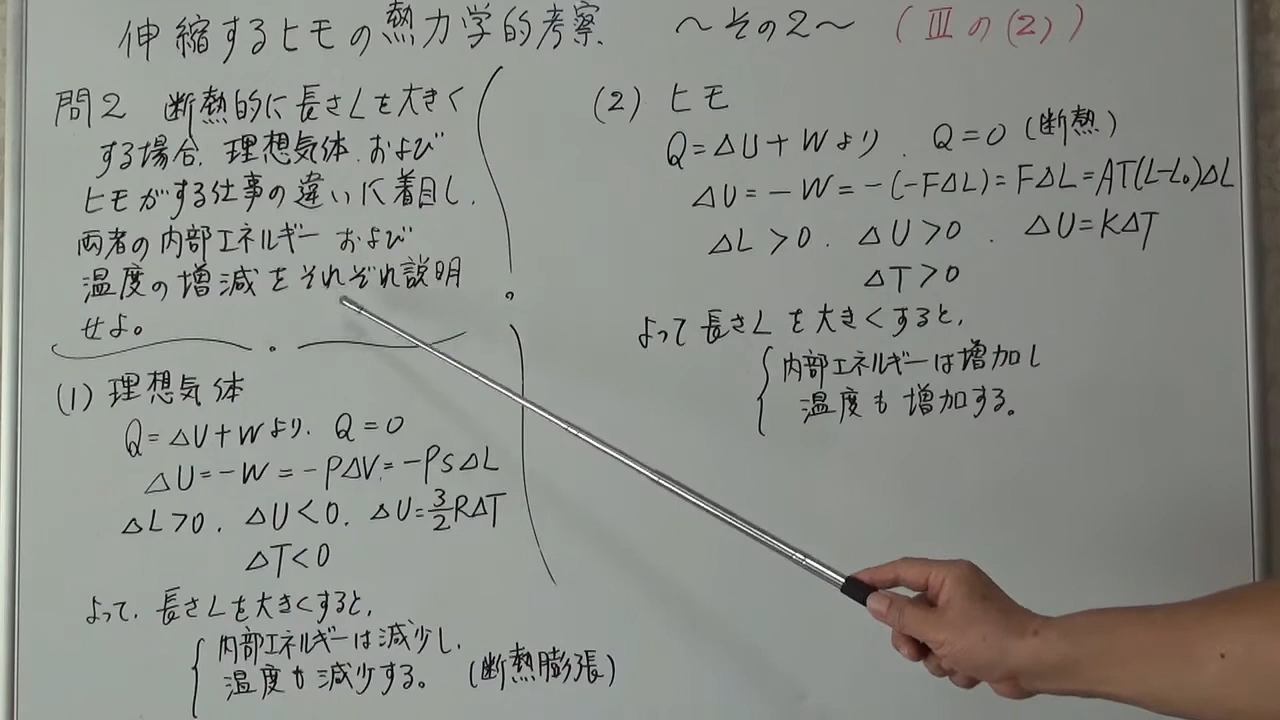 伸縮するヒモの熱力学的考察 〜その2〜 (Ⅲの(2))
問2 断熱的に長さLを大きく
する場合、理想気体、および
ヒモがする仕事の違いに着目し、
両者の内部エネルギーおよび
温度の増減をそれぞれ説明
せよ。
(1) 理想気体
Q=ΔU+Wより、Q=0
ΔU=-W=-PΔV=-PSΔL
ΔL>0、ΔU<0、ΔU=3/2RΔT
ΔT<0
よって、長さLを大きくすると、
内部エネルギーは減少し、
温度も減少する。(断熱膨張)
(2) ヒモ
Q=ΔU+Wより、Q=0(断熱)
ΔU=-W=-(-FΔL)=FΔL=AT(L-L₀)ΔL
ΔL>0、ΔU>0、ΔU=KΔT
ΔT>0
よって長さLを大きくすると、
内部エネルギーは増加し
温度も増加する。